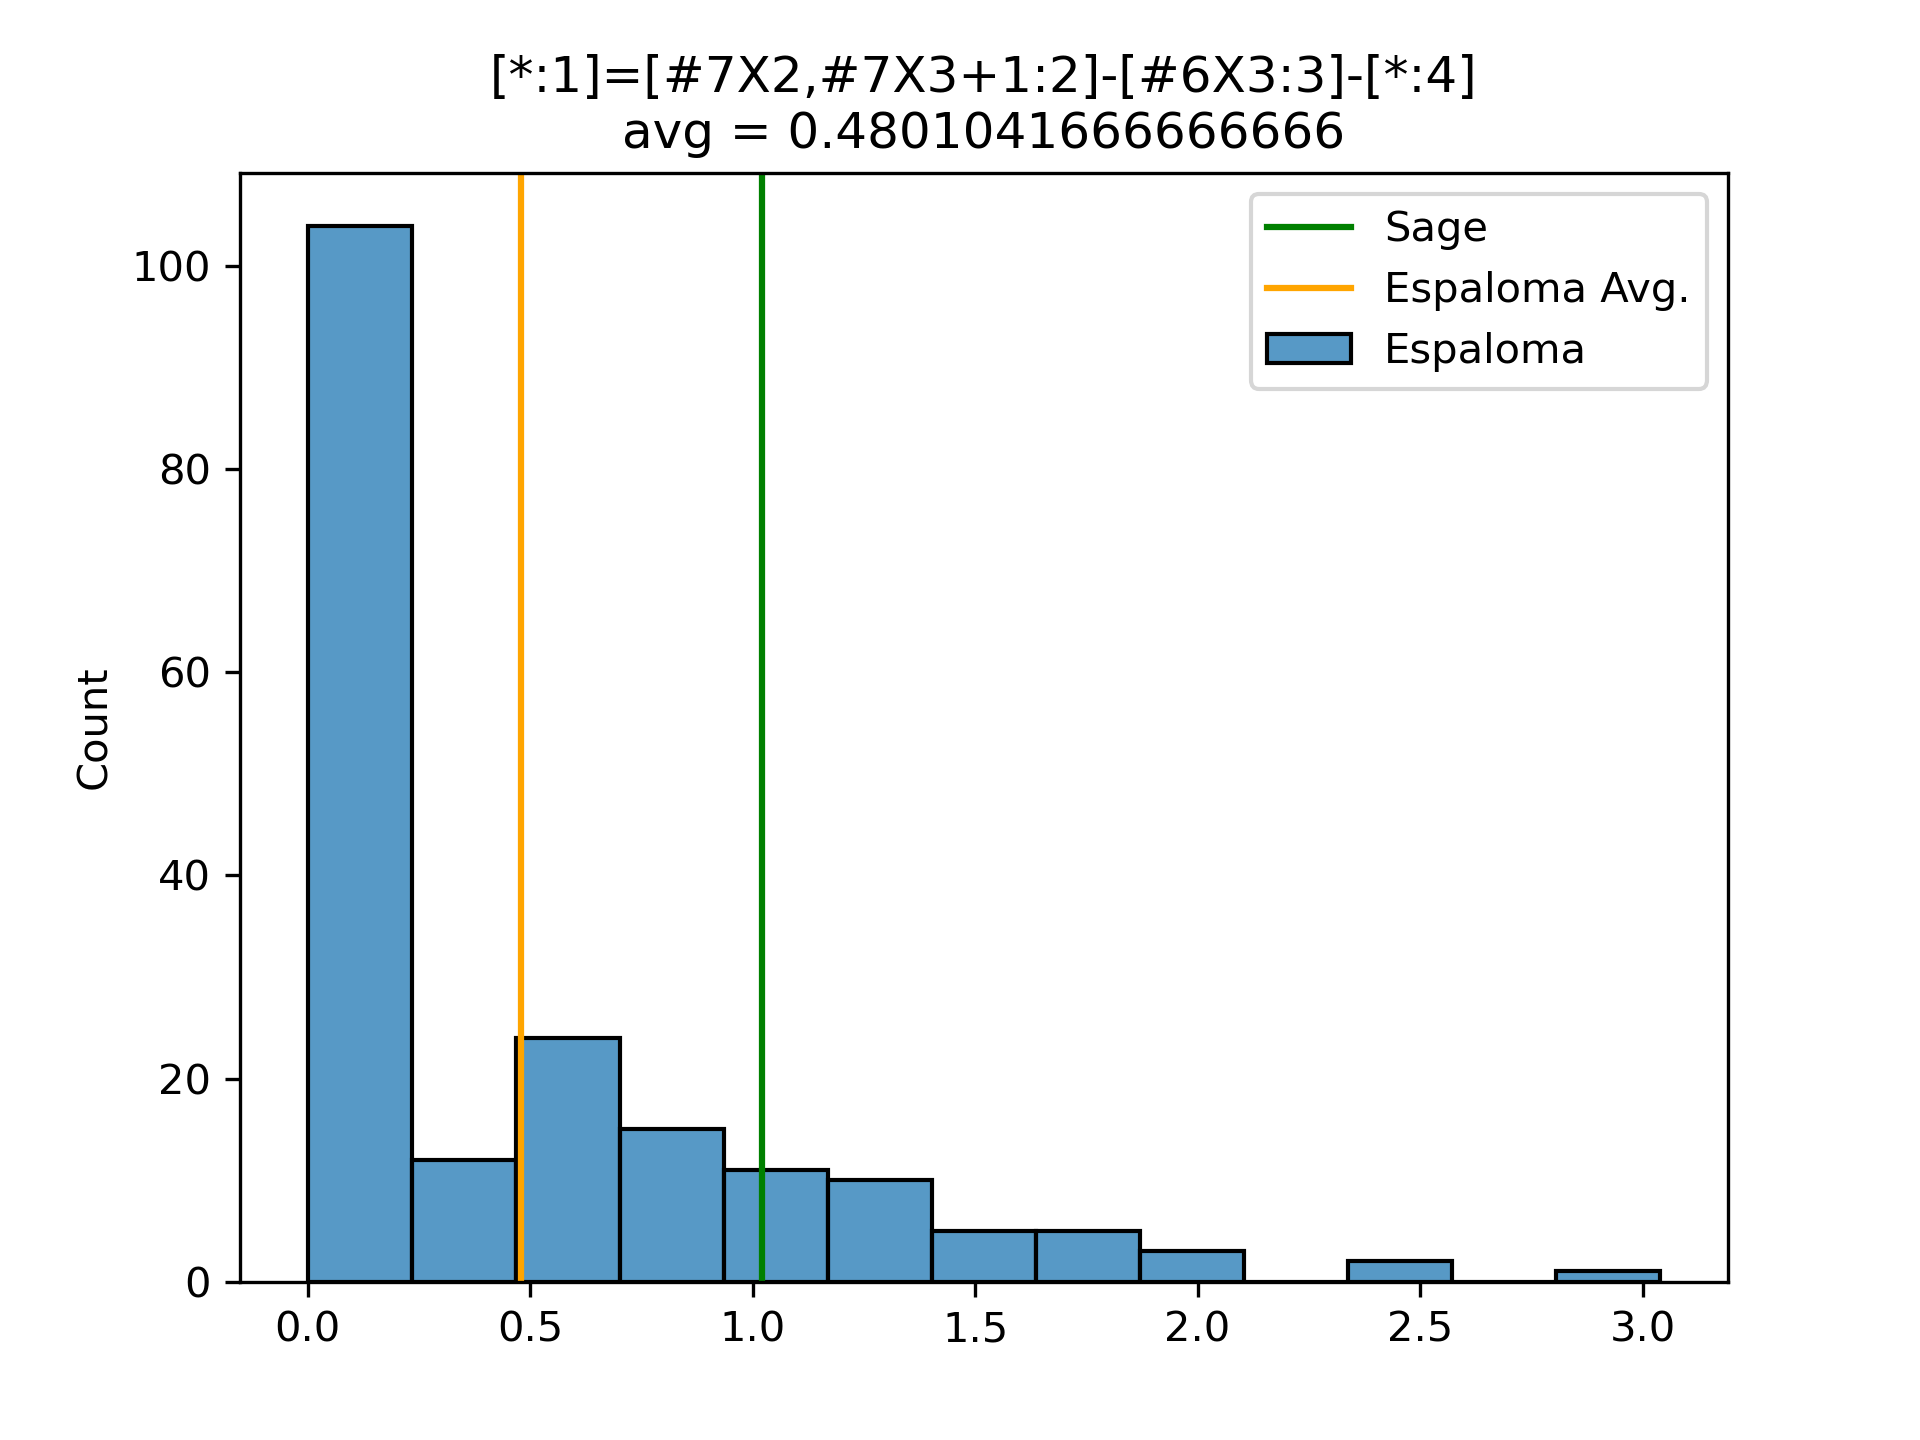 [*:1]=[#7X2,#7X3+1:2]-[#6X3:3]-[*:4]
avg = 0.4801041666666666
Sage
Espaloma Avg.
Espaloma
Count
100
80
60
40
20
0
0.0 0.5 1.0 1.5 2.0 2.5 3.0